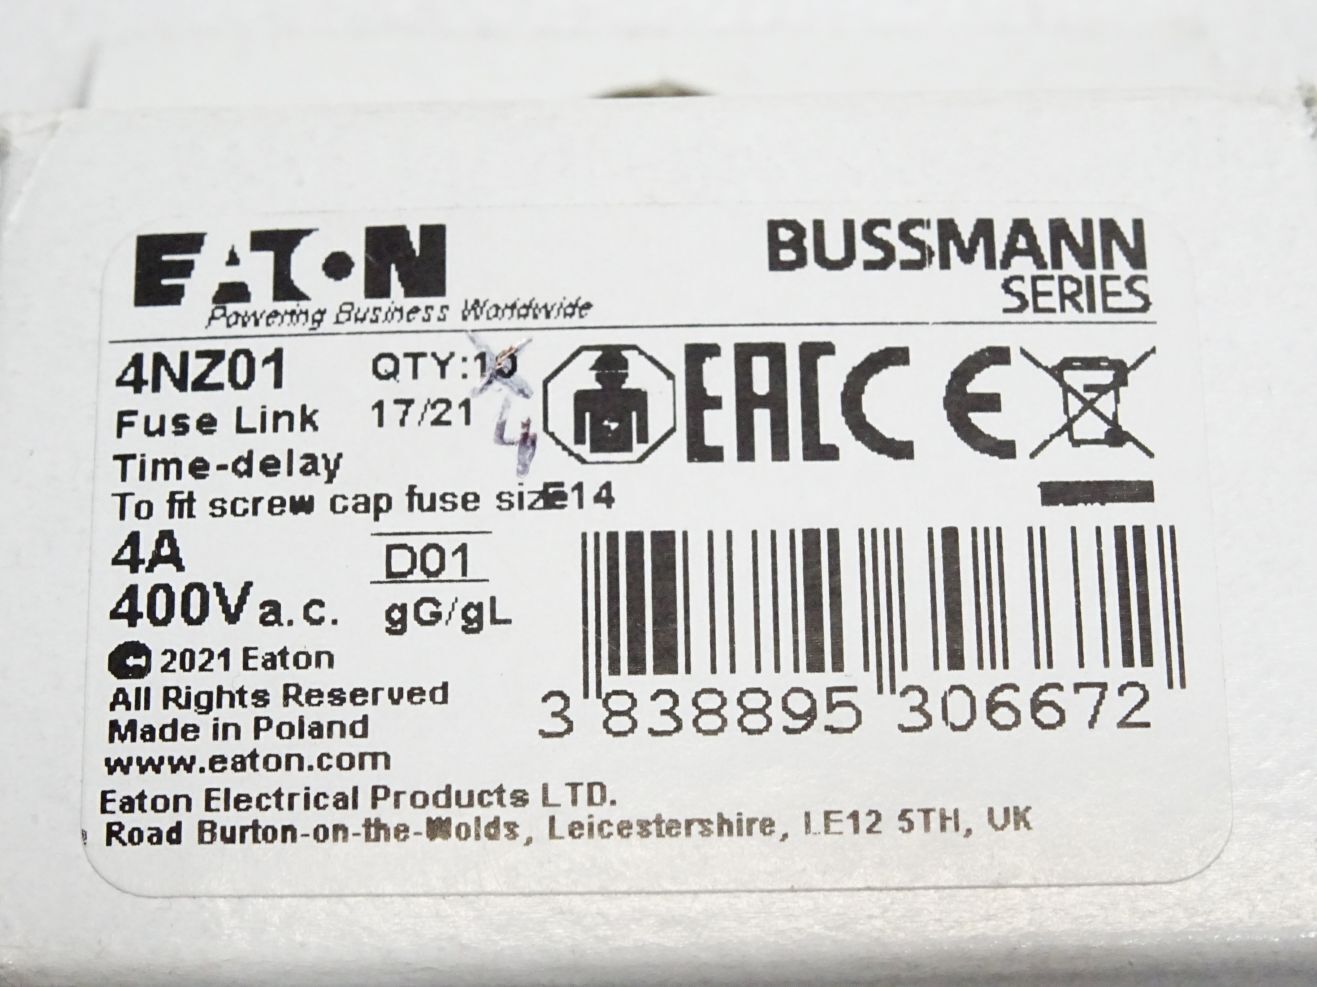 EATON
Powering Business Worldwide
BUSSMANN
SERIES
4NZ01 QTY:10
4
Fuse Link 17/21
Time-delay
To fit screw cap fuse size E14
4A D01
400V a.c. gG/gL
EAC CE
© 2021 Eaton
All Rights Reserved
Made in Poland
www.eaton.com
Eaton Electrical Products LTD.
Road Burton-on-the-Wolds, Leicestershire, LE12 5TH, UK
3 838895 306672